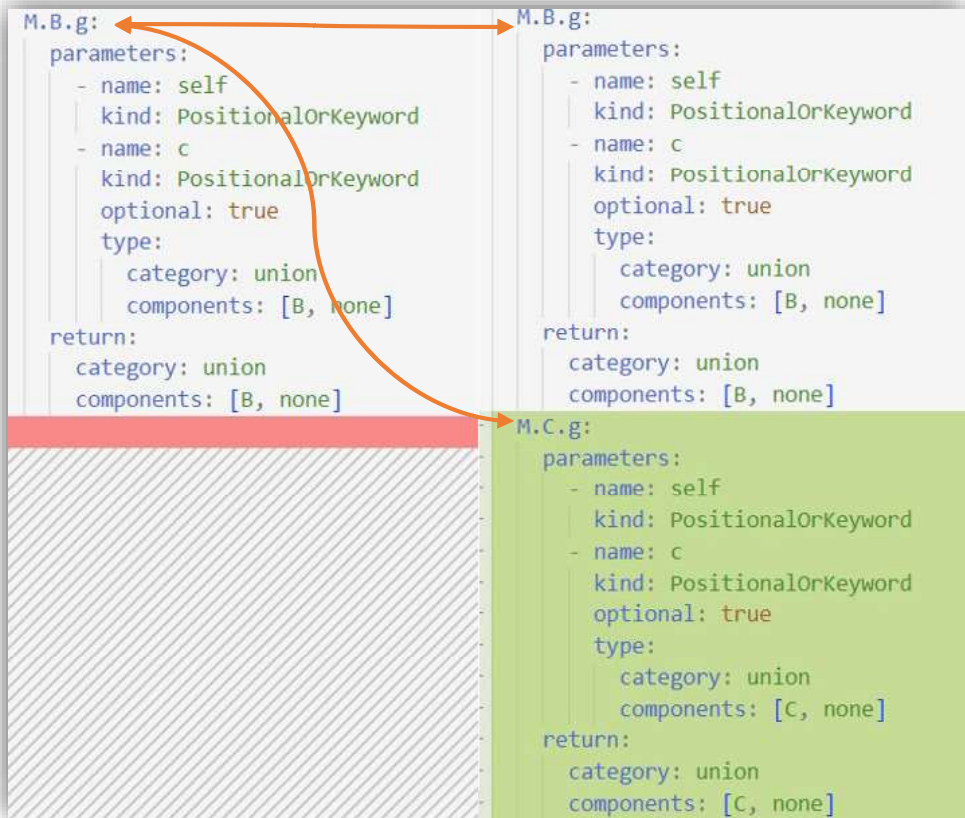 M.B.g:
parameters:
- name: self
kind: PositionalOrKeyword
- name: c
kind: PositionalOrKeyword
optional: true
type:
category: union
components: [B, none]
return:
category: union
components: [B, none]
M.B.g:
parameters:
- name: self
kind: PositionalOrKeyword
- name: c
kind: PositionalOrKeyword
optional: true
type:
category: union
components: [B, none]
return:
category: union
components: [B, none]
M.C.g:
parameters:
- name: self
kind: PositionalOrKeyword
- name: c
kind: PositionalOrKeyword
optional: true
type:
category: union
components: [C, none]
return:
category: union
components: [C, none]